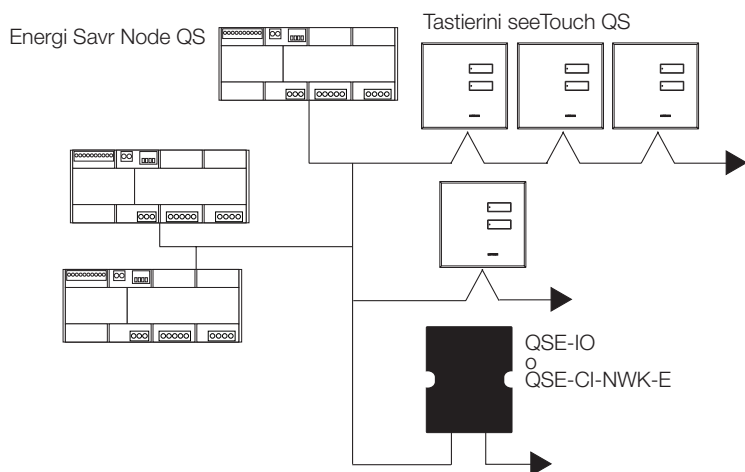 Energi Savr Node QS
Tastierini seeTouch QS
QSE-IO
o
QSE-CI-NWK-E